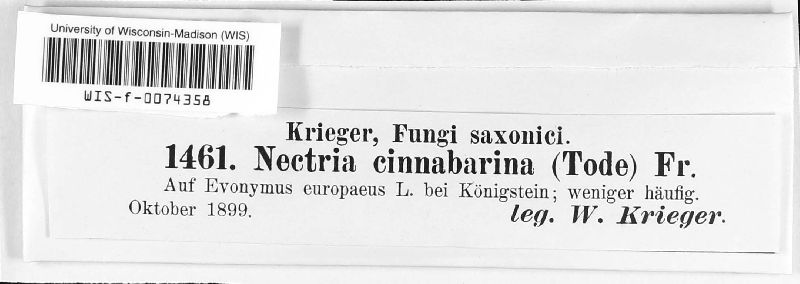 University of Wisconsin-Madison (WIS)
WIS-f-0074358
Krieger, Fungi saxonici.
1461. Nectria cinnabarina (Tode) Fr.
Auf Evonymus europaeus L. bei Königstein; weniger häufig.
Oktober 1899. leg. W. Krieger.